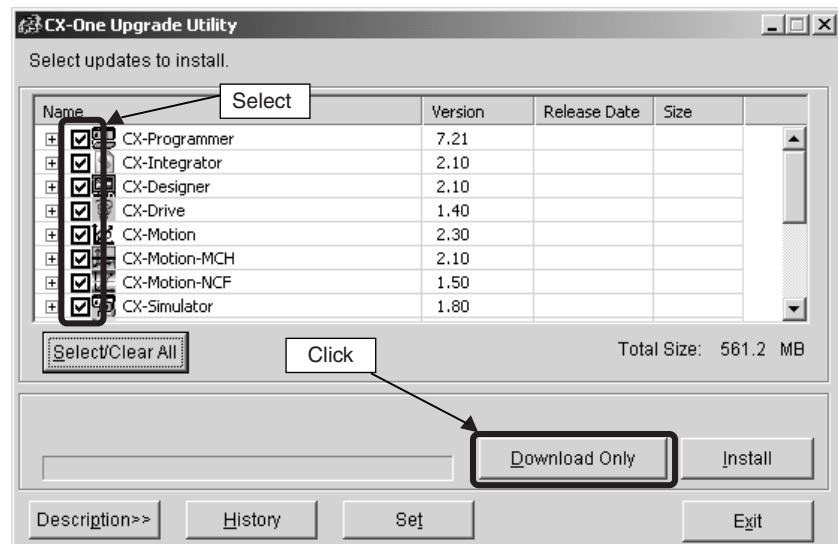 CX-One Upgrade Utility
Select updates to install.
Select
Name Version Release Date Size
CX-Programmer 7.21
CX-Integrator 2.10
CX-Designer 2.10
CX-Drive 1.40
CX-Motion 2.30
CX-Motion-MCH 2.10
CX-Motion-NCF 1.50
CX-Simulator 1.80
Select/Clear All
Click
Total Size: 561.2 MB
Download Only
Install
Description>>
History
Set
Exit